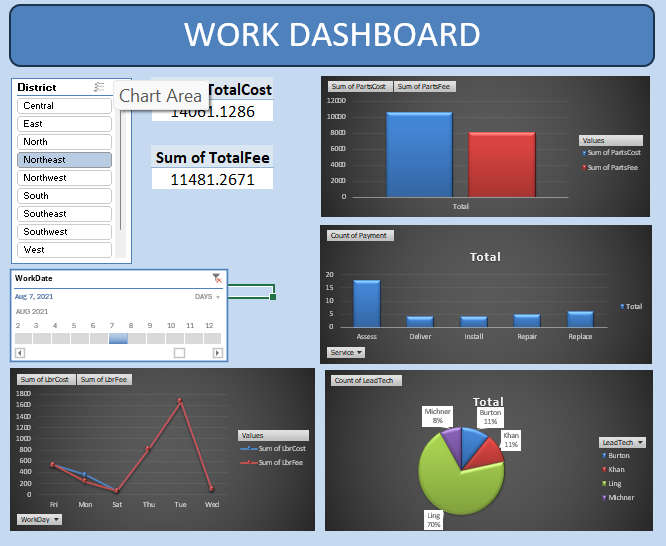 WORK DASHBOARD
District
Central
East
North
Northeast
Northwest
South
Southeast
Southwest
West
Chart Area
TotalCost
14061.1286
Sum of TotalFee
11481.2671
Sum of PartsCost Sum of PartsFee
12000
10000
8000
6000
4000
2000
0
Total
Values
Sum of PartsCost
Sum of PartsFee
WorkDate
Aug 7, 2021 DAYS
AUG 2021
2 3 4 5 6 7 8 9 10 11 12
Count of Payment
Total
20
15
10
5
0
Assess Deliver Install Repair Replace
Total
Service
Sum of LbrCost Sum of LbrFee
1800
1600
1400
1200
1000
800
600
400
200
0
Fri Mon Sat Thu Tue Wed
Values
Sum of LbrCost
Sum of LbrFee
WorkDay
Count of LeadTech
Total
Michner
8%
Burton
11%
Khan
11%
Ling
70%
LeadTech
Burton
Khan
Ling
Michner